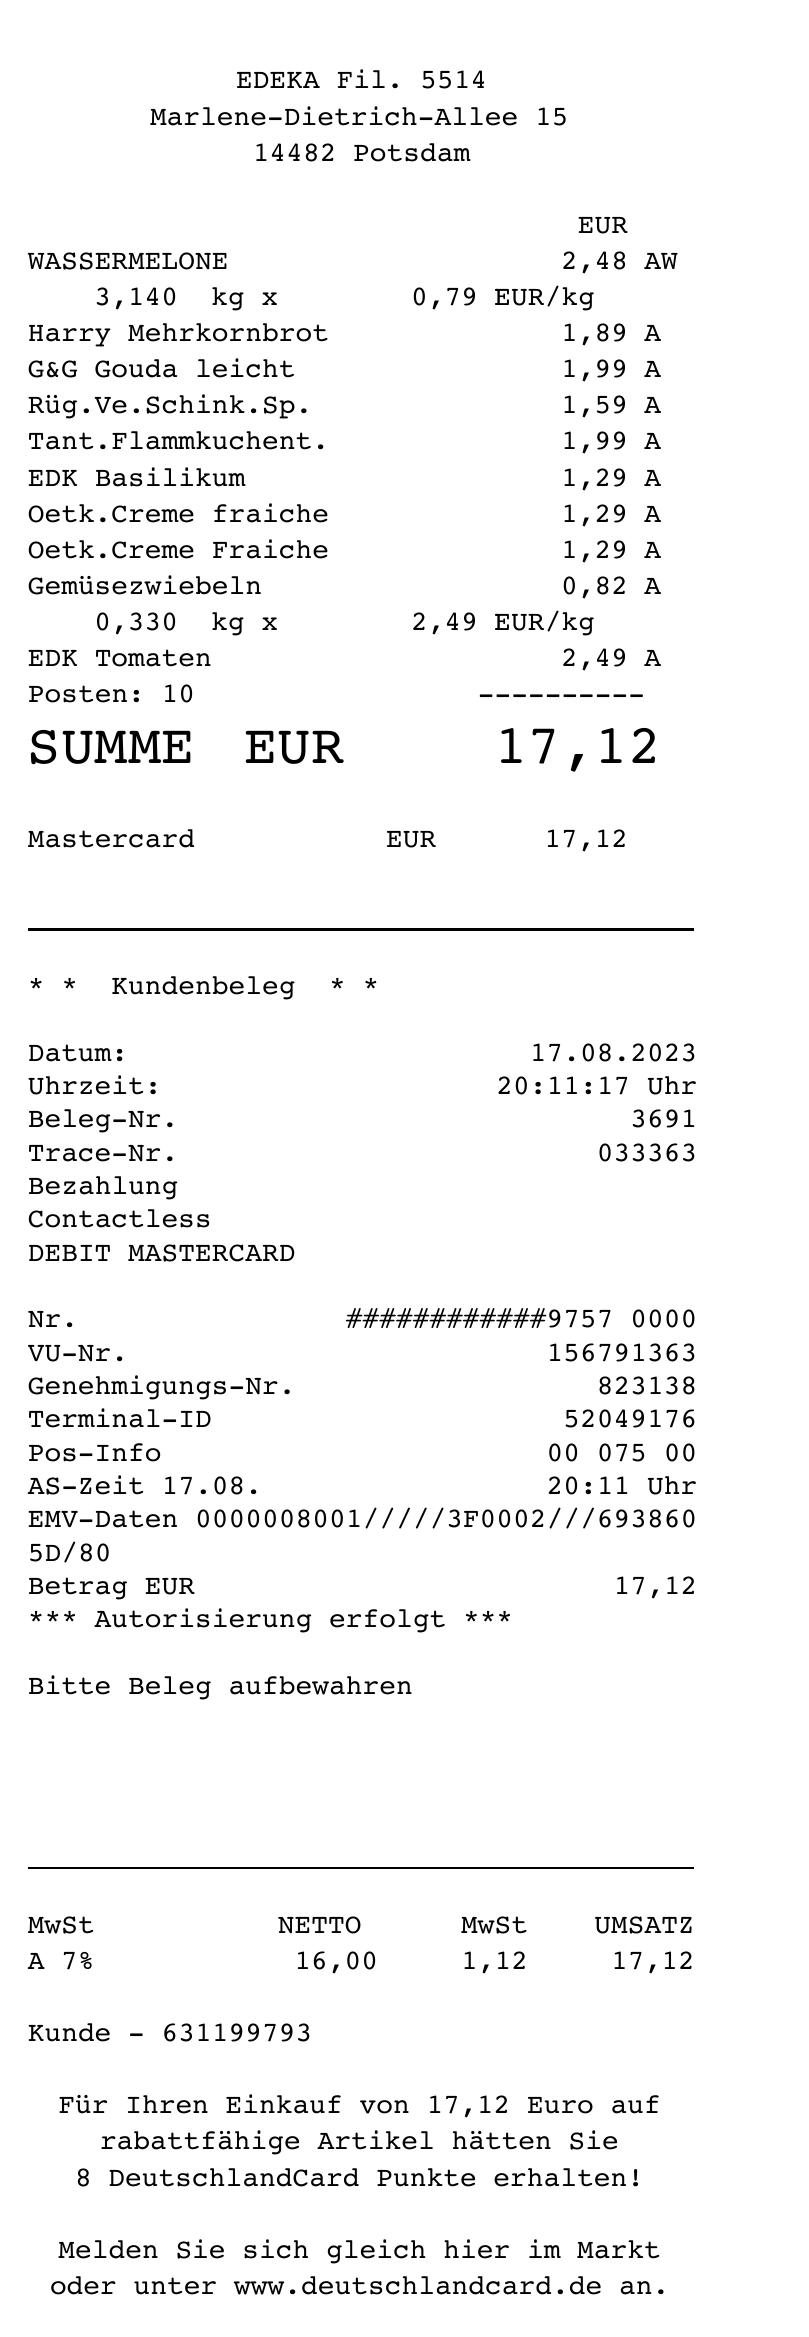 EDEKA Fil. 5514
Marlene-Dietrich-Allee 15
14482 Potsdam
EUR
WASSERMELONE 2,48 AW
3,140 kg x 0,79 EUR/kg
Harry Mehrkornbrot 1,89 A
G&G Gouda leicht 1,99 A
Rüg.Ve.Schink.Sp. 1,59 A
Tant.Flammkuchent. 1,99 A
EDK Basilikum 1,29 A
Oetk.Creme fraiche 1,29 A
Oetk.Creme Fraiche 1,29 A
Gemüsezwiebeln 0,82 A
0,330 kg x 2,49 EUR/kg
EDK Tomaten 2,49 A
Posten: 10 ----------
SUMME EUR 17,12
Mastercard EUR 17,12
* * Kundenbeleg * *
Datum: 17.08.2023
Uhrzeit: 20:11:17 Uhr
Beleg-Nr. 3691
Trace-Nr. 033363
Bezahlung
Contactless
DEBIT MASTERCARD
Nr. ############9757 0000
VU-Nr. 156791363
Genehmigungs-Nr. 823138
Terminal-ID 52049176
Pos-Info 00 075 00
AS-Zeit 17.08. 20:11 Uhr
EMV-Daten 0000008001/////3F0002///693860
5D/80
Betrag EUR 17,12
*** Autorisierung erfolgt ***
Bitte Beleg aufbewahren
MwSt NETTO MwSt UMSATZ
A 7% 16,00 1,12 17,12
Kunde - 631199793
Für Ihren Einkauf von 17,12 Euro auf
rabattfähige Artikel hätten Sie
8 DeutschlandCard Punkte erhalten!
Melden Sie sich gleich hier im Markt
oder unter www.deutschlandcard.de an.